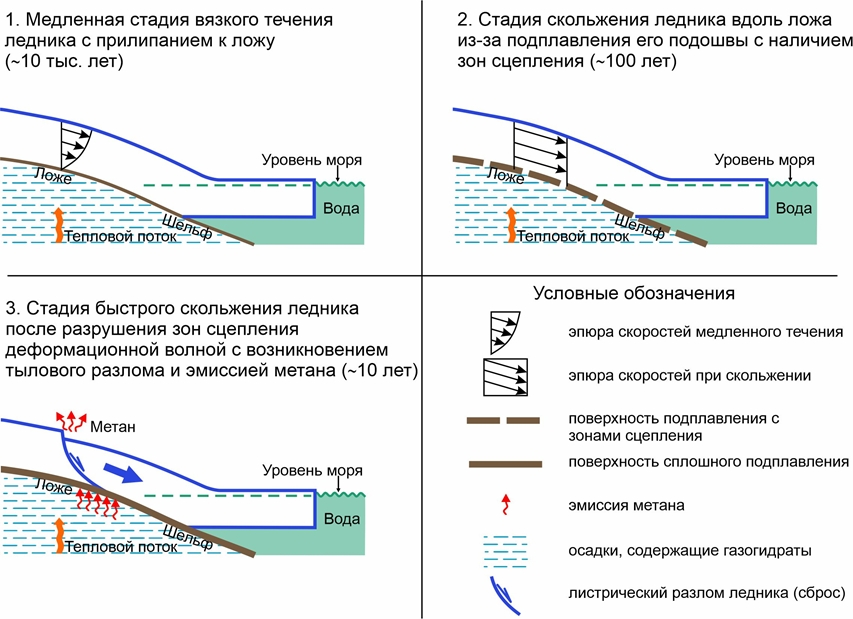 1. Медленная стадия вязкого течения
ледника с прилипанием к ложу
(~10 тыс. лет)
Уровень моря
Ложе
Шельф
Вода
Тепловой поток
2. Стадия скольжения ледника вдоль ложа
из-за подплавления его подошвы с наличием
зон сцепления (~100 лет)
Уровень моря
Ложе
Шельф
Вода
Тепловой поток
3. Стадия быстрого скольжения ледника
после разрушения зон сцепления
деформационной волной с возникновением
тылового разлома и эмиссией метана (~10 лет)
Метан
Уровень моря
Ложе
Шельф
Вода
Тепловой поток
Условные обозначения
эпюра скоростей медленного течения
эпюра скоростей при скольжении
поверхность подплавления с
зонами сцепления
поверхность сплошного подплавления
эмиссия метана
осадки, содержащие газогидраты
листрический разлом ледника (сброс)